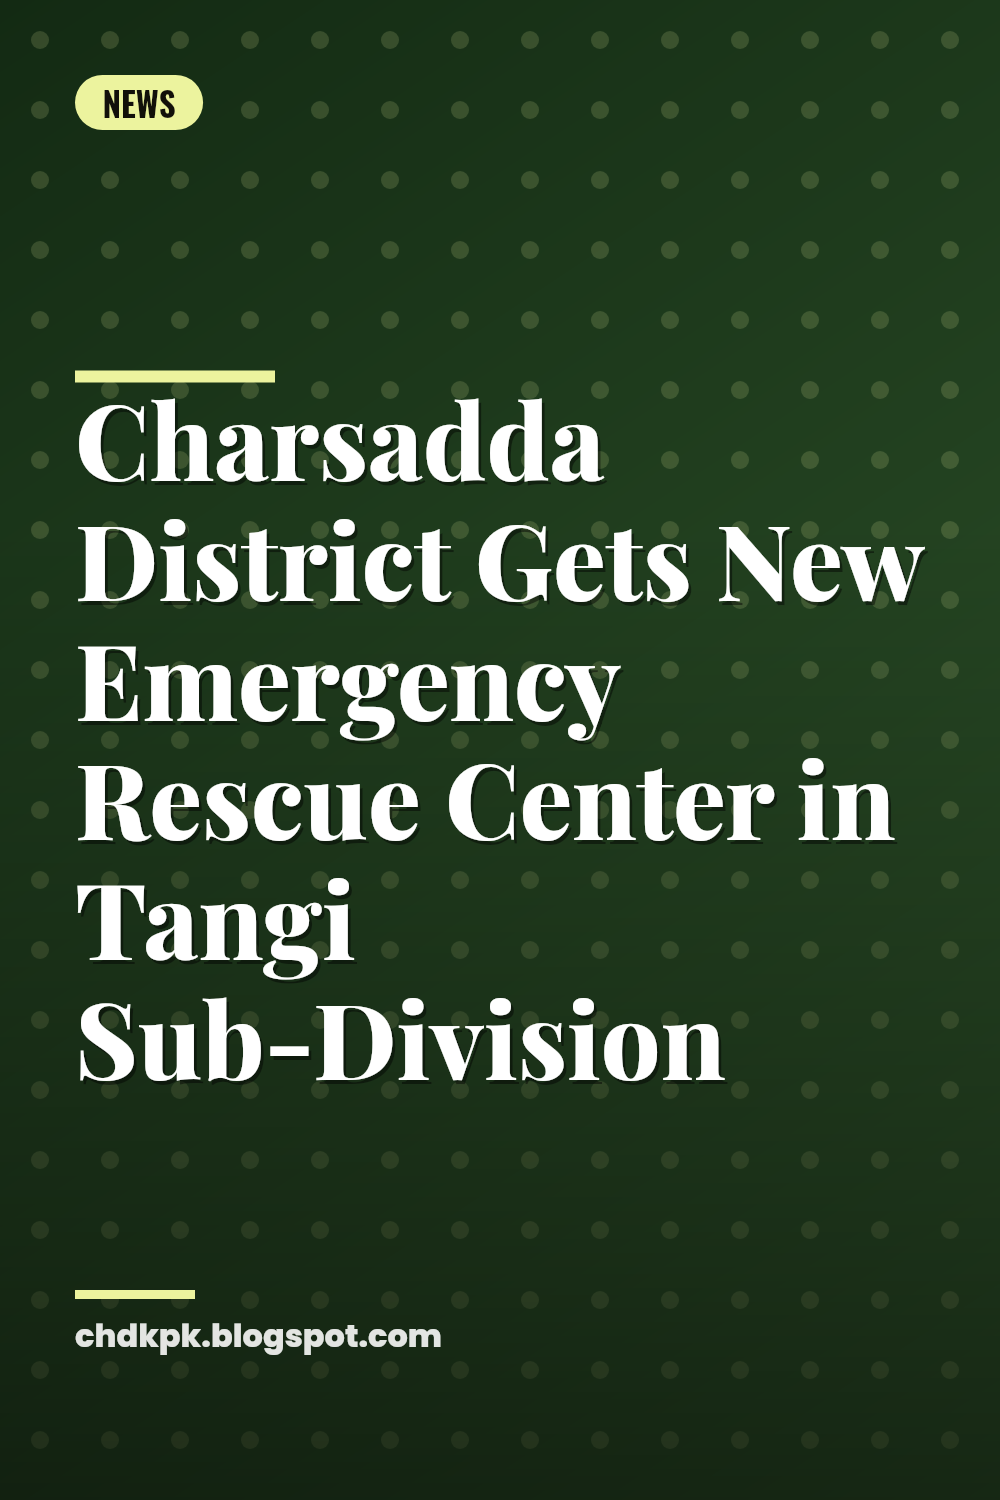 NEWS
Charsadda
District Gets New
Emergency
Rescue Center in
Tangi
Sub-Division
chdkpk.blogspot.com